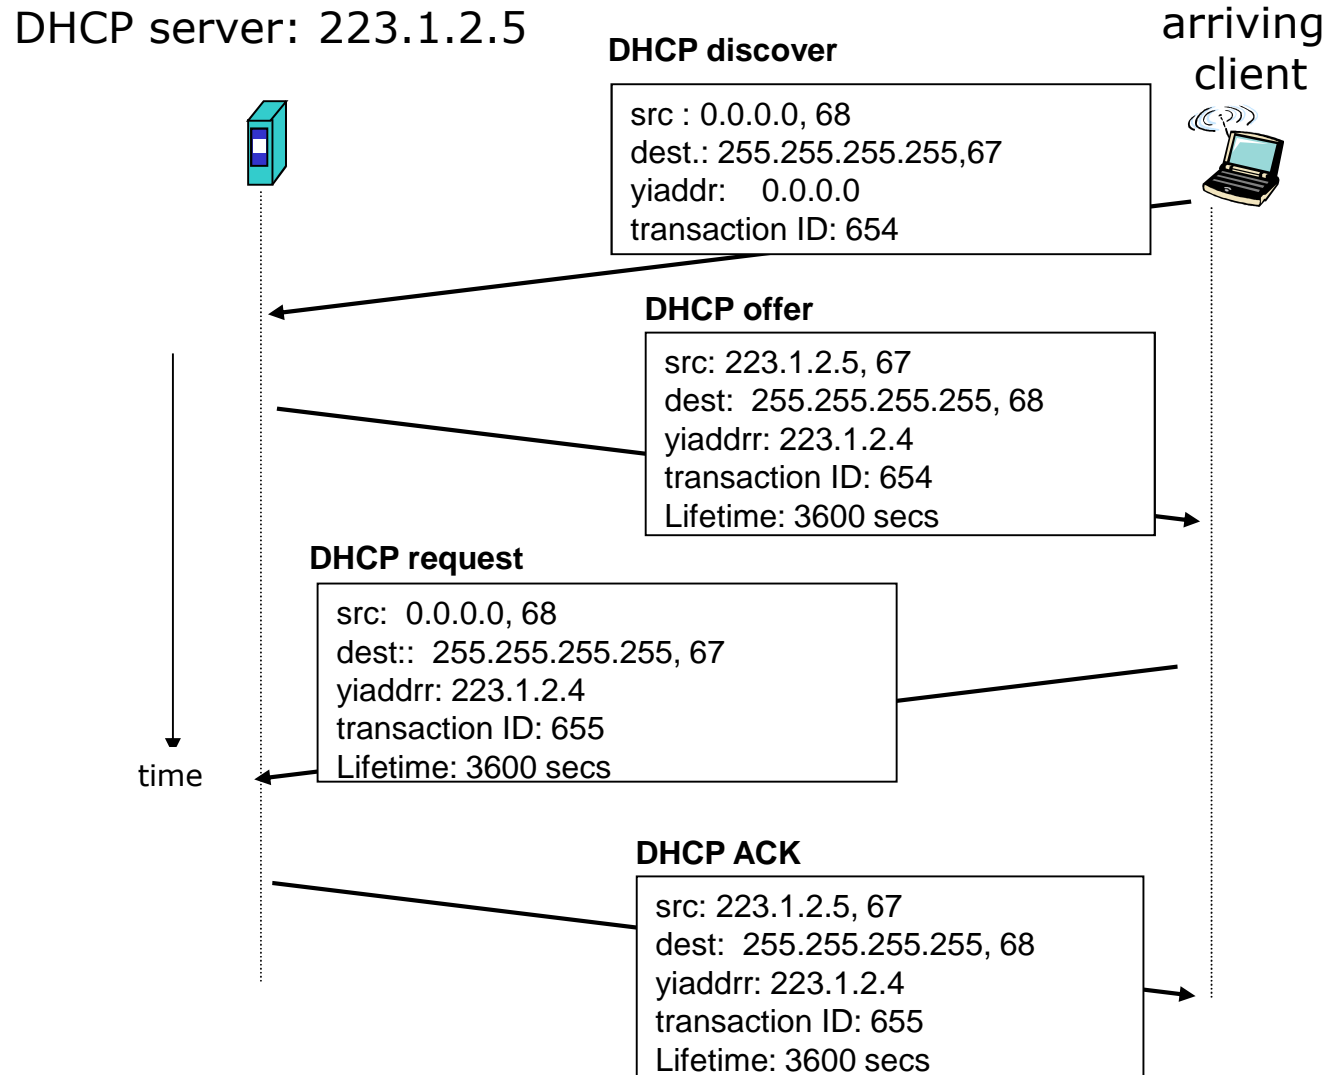 DHCP server: 223.1.2.5
arriving
client
DHCP discover
src : 0.0.0.0, 68
dest.: 255.255.255.255,67
yiaddr: 0.0.0.0
transaction ID: 654
DHCP offer
src: 223.1.2.5, 67
dest: 255.255.255.255, 68
yiaddrr: 223.1.2.4
transaction ID: 654
Lifetime: 3600 secs
DHCP request
src: 0.0.0.0, 68
dest:: 255.255.255.255, 67
yiaddrr: 223.1.2.4
transaction ID: 655
Lifetime: 3600 secs
time
DHCP ACK
src: 223.1.2.5, 67
dest: 255.255.255.255, 68
yiaddrr: 223.1.2.4
transaction ID: 655
Lifetime: 3600 secs